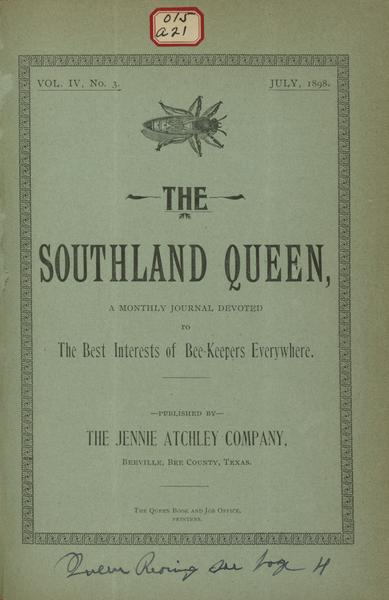 015
a21
VOL. IV, No. 3.
JULY, 1898.
THE
SOUTHLAND QUEEN,
A MONTHLY JOURNAL DEVOTED
TO
The Best Interests of Bee-Keepers Everywhere.
—PUBLISHED BY—
THE JENNIE ATCHLEY COMPANY,
BEEVILLE, BEE COUNTY, TEXAS.
THE QUEEN BOOK AND JOB OFFICE,
PRINTERS.
Queen Rearing see page 4